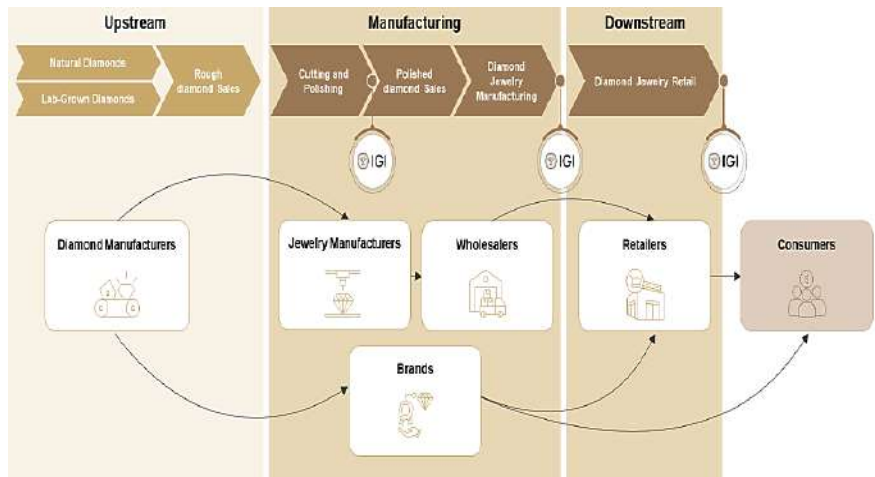 Upstream
Manufacturing
Downstream
Natural Diamonds
Lab-Grown Diamonds
Rough
diamond Sales
Cutting and
Polishing
Polished
diamond Sales
Diamond
Jewelry
Manufacturing
Diamond Jewelry Retail
IGI
IGI
IGI
Diamond Manufacturers
Jewelry Manufacturers
Wholesalers
Retailers
Consumers
Brands